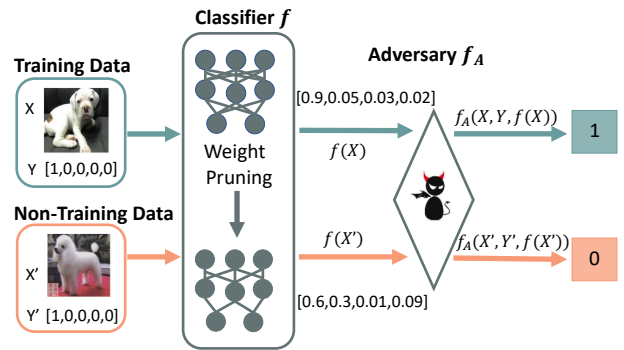 Classifier f
Training Data
X
Y [1,0,0,0,0]
Adversary f_A
[0.9,0.05,0.03,0.02]
f(X)
f_A(X, Y, f(X))
1
Weight
Pruning
Non-Training Data
X'
Y' [1,0,0,0,0]
f(X')
[0.6,0.3,0.01,0.09]
f_A(X', Y', f(X'))
0